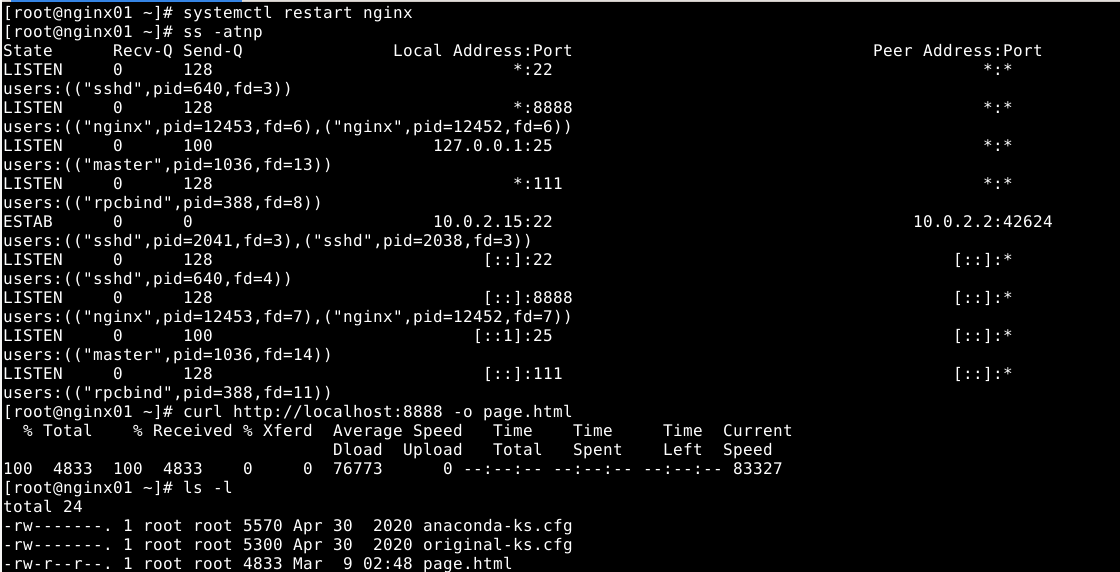 [root@nginx01 ~]# systemctl restart nginx
[root@nginx01 ~]# ss -atnp
State      Recv-Q Send-Q               Local Address:Port                              Peer Address:Port
LISTEN     0      128                              *:22                                           *:*
users:(("sshd",pid=640,fd=3))
LISTEN     0      128                              *:8888                                         *:*
users:(("nginx",pid=12453,fd=6),("nginx",pid=12452,fd=6))
LISTEN     0      100                      127.0.0.1:25                                           *:*
users:(("master",pid=1036,fd=13))
LISTEN     0      128                              *:111                                          *:*
users:(("rpcbind",pid=388,fd=8))
ESTAB      0      0                        10.0.2.15:22                                    10.0.2.2:42624
users:(("sshd",pid=2041,fd=3),("sshd",pid=2038,fd=3))
LISTEN     0      128                           [::]:22                                        [::]:*
users:(("sshd",pid=640,fd=4))
LISTEN     0      128                           [::]:8888                                      [::]:*
users:(("nginx",pid=12453,fd=7),("nginx",pid=12452,fd=7))
LISTEN     0      100                          [::1]:25                                        [::]:*
users:(("master",pid=1036,fd=14))
LISTEN     0      128                           [::]:111                                       [::]:*
users:(("rpcbind",pid=388,fd=11))
[root@nginx01 ~]# curl http://localhost:8888 -o page.html
  % Total    % Received % Xferd  Average Speed   Time    Time     Time  Current
                                 Dload  Upload   Total   Spent    Left  Speed
100  4833  100  4833    0     0  76773      0 --:--:-- --:--:-- --:--:-- 83327
[root@nginx01 ~]# ls -l
total 24
-rw-------. 1 root root 5570 Apr 30  2020 anaconda-ks.cfg
-rw-------. 1 root root 5300 Apr 30  2020 original-ks.cfg
-rw-r--r--. 1 root root 4833 Mar  9 02:48 page.html